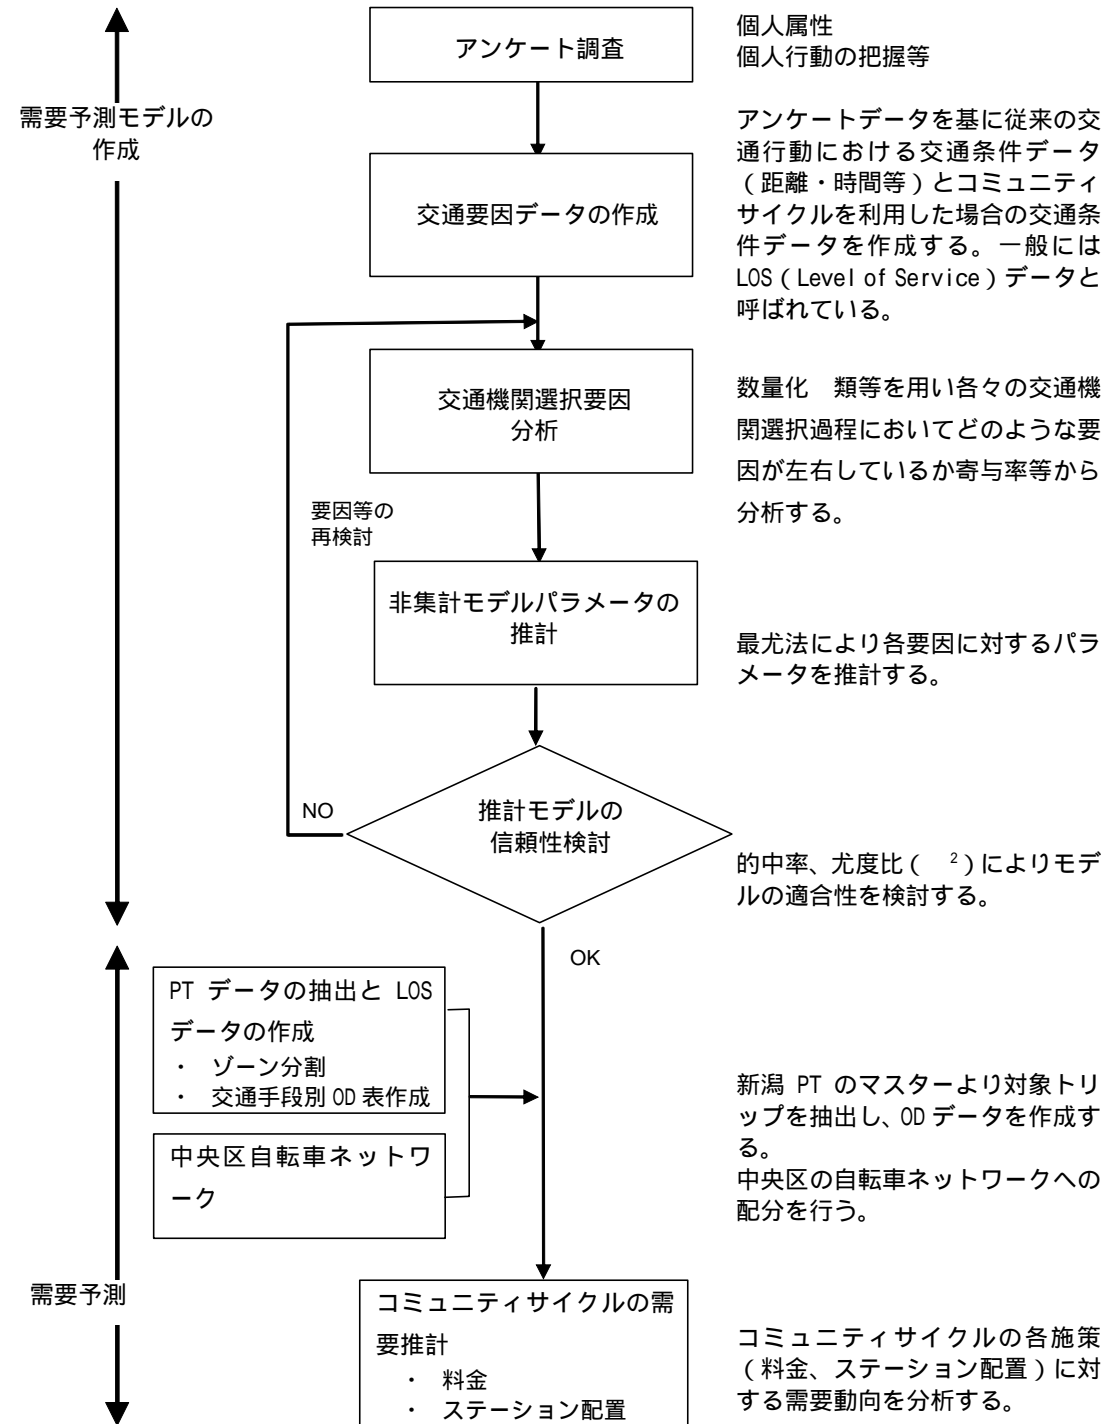 アンケート調査
個人属性
個人行動の把握等
需要予測モデルの
作成
アンケートデータを基に従来の交
通行動における交通条件データ
(距離・時間等)とコミュニティ
サイクルを利用した場合の交通条
件データを作成する。一般には
LOS(Level of Service)データと
呼ばれている。
交通要因データの作成
交通機関選択要因
分析
数量化　類等を用い各々の交通機
関選択過程においてどのような要
因が左右しているか寄与率等から
分析する。
要因等の
再検討
非集計モデルパラメータの
推計
最尤法により各要因に対するパラ
メータを推計する。
NO
推計モデルの
信頼性検討
的中率、尤度比(　²)によりモデ
ルの適合性を検討する。
OK
PT データの抽出と LOS
データの作成
・ ゾーン分割
・ 交通手段別 OD 表作成
中央区自転車ネットワ
ーク
新潟 PT のマスターより対象トリ
ップを抽出し、OD データを作成す
る。
中央区の自転車ネットワークへの
配分を行う。
需要予測
コミュニティサイクルの需
要推計
・ 料金
・ ステーション配置
コミュニティサイクルの各施策
(料金、ステーション配置)に対
する需要動向を分析する。